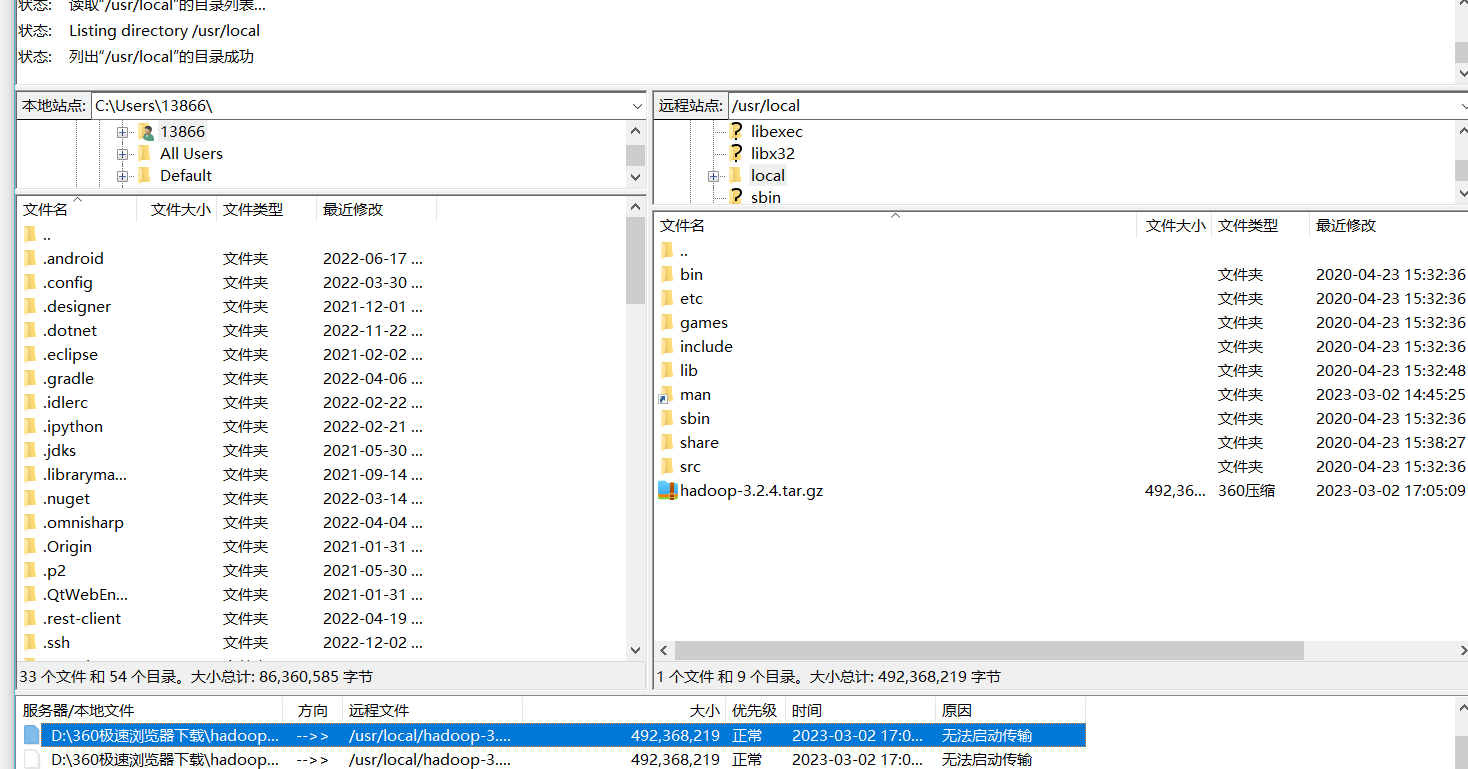 状态: 读取"/usr/local"的目录列表...
状态: Listing directory /usr/local
状态: 列出"/usr/local"的目录成功
本地站点: C:\Users\13866\
13866
All Users
Default
文件名 文件大小 文件类型 最近修改
..
.android 文件夹 2022-06-17 ...
.config 文件夹 2022-03-30 ...
.designer 文件夹 2021-12-01 ...
.dotnet 文件夹 2022-11-22 ...
.eclipse 文件夹 2021-02-02 ...
.gradle 文件夹 2022-04-06 ...
.idlerc 文件夹 2022-02-22 ...
.ipython 文件夹 2022-02-21 ...
.jdks 文件夹 2021-05-30 ...
.libraryma... 文件夹 2021-09-14 ...
.nuget 文件夹 2022-03-14 ...
.omnisharp 文件夹 2022-04-04 ...
.Origin 文件夹 2021-01-31 ...
.p2 文件夹 2021-05-30 ...
.QtWebEn... 文件夹 2021-01-31 ...
.rest-client 文件夹 2022-04-19 ...
.ssh 文件夹 2022-12-02 ...
33 个文件 和 54 个目录。大小总计: 86,360,585 字节
远程站点: /usr/local
? libexec
? libx32
local
? sbin
文件名 文件大小 文件类型 最近修改
..
bin 文件夹 2020-04-23 15:32:36
etc 文件夹 2020-04-23 15:32:36
games 文件夹 2020-04-23 15:32:36
include 文件夹 2020-04-23 15:32:36
lib 文件夹 2020-04-23 15:32:48
man 文件夹 2023-03-02 14:45:25
sbin 文件夹 2020-04-23 15:32:36
share 文件夹 2020-04-23 15:38:27
src 文件夹 2020-04-23 15:32:36
hadoop-3.2.4.tar.gz 492,36... 360压缩 2023-03-02 17:05:09
1 个文件 和 9 个目录。大小总计: 492,368,219 字节
服务器/本地文件 方向 远程文件 大小 优先级 时间 原因
D:\360极速浏览器下载\hadoop... -->> /usr/local/hadoop-3.... 492,368,219 正常 2023-03-02 17:0... 无法启动传输
D:\360极速浏览器下载\hadoop... -->> /usr/local/hadoop-3.... 492,368,219 正常 2023-03-02 17:0... 无法启动传输